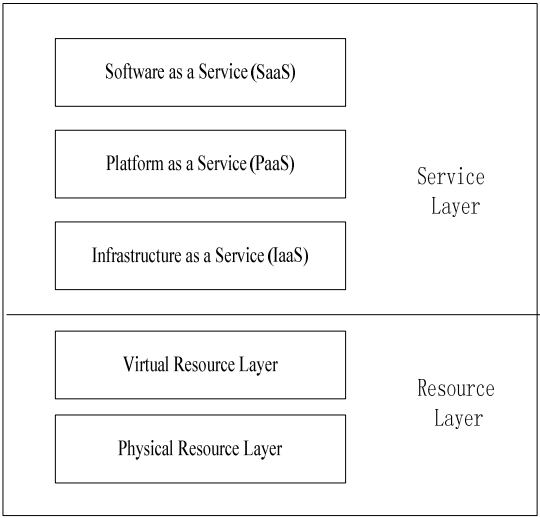 Software as a Service (SaaS)
Platform as a Service (PaaS)
Infrastructure as a Service (IaaS)
Service
Layer
Virtual Resource Layer
Physical Resource Layer
Resource
Layer